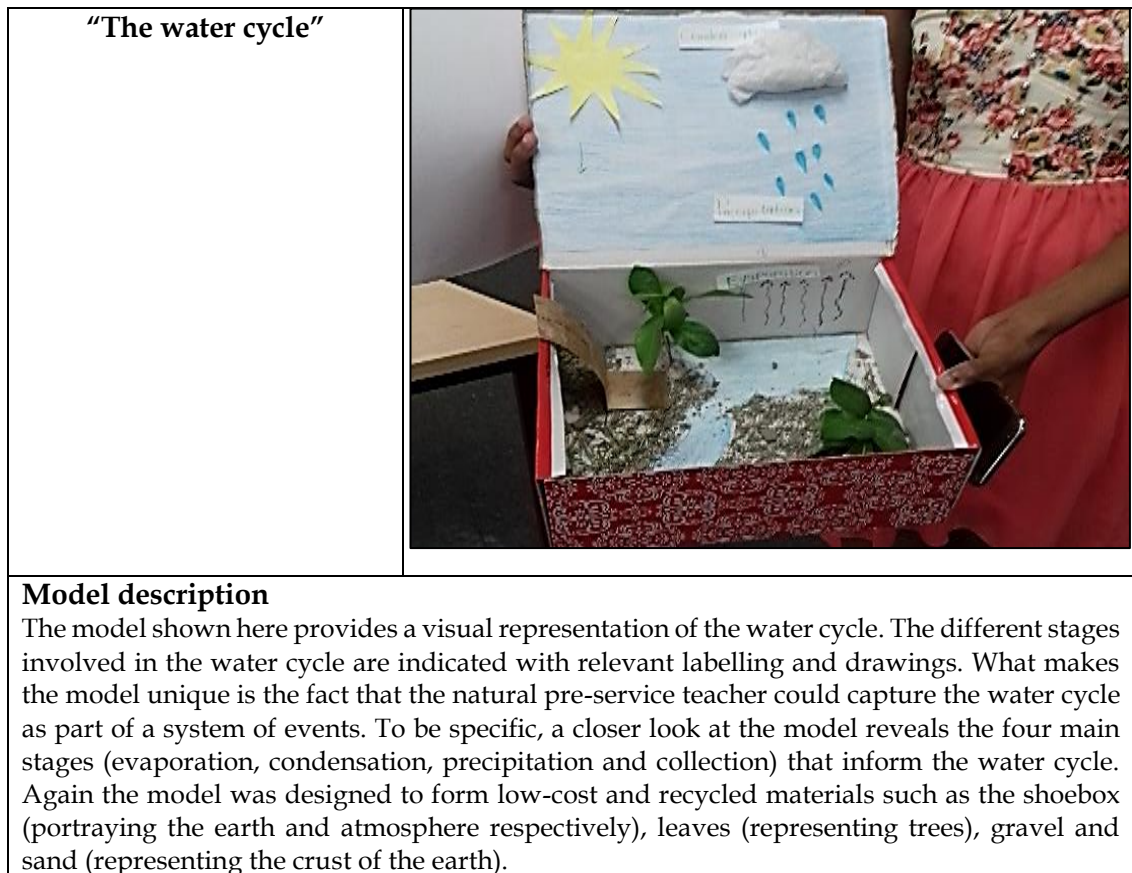 “The water cycle”
Evaporation
Model description
The model shown here provides a visual representation of the water cycle. The different stages
involved in the water cycle are indicated with relevant labelling and drawings. What makes
the model unique is the fact that the natural pre-service teacher could capture the water cycle
as part of a system of events. To be specific, a closer look at the model reveals the four main
stages (evaporation, condensation, precipitation and collection) that inform the water cycle.
Again the model was designed to form low-cost and recycled materials such as the shoebox
(portraying the earth and atmosphere respectively), leaves (representing trees), gravel and
sand (representing the crust of the earth).